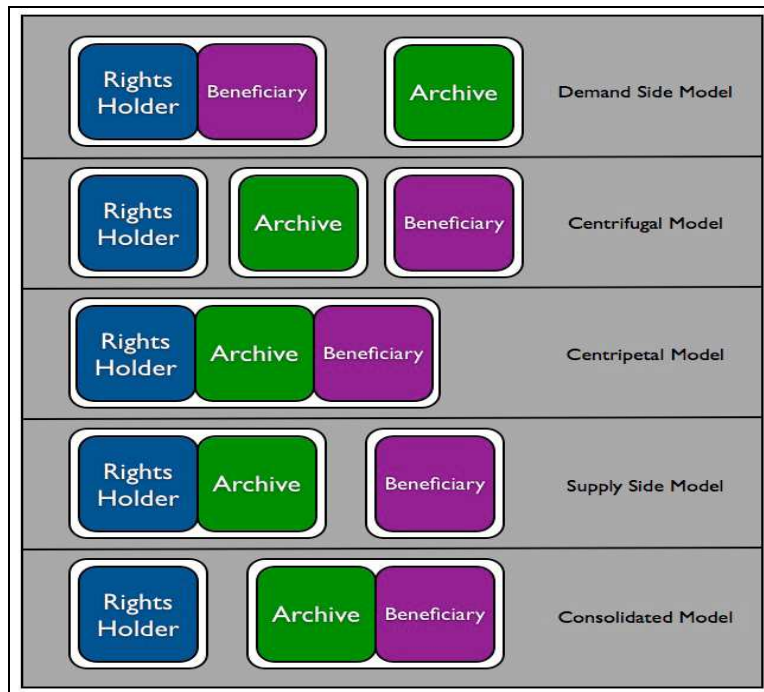 Rights
Holder
Beneficiary
Archive
Demand Side Model
Rights
Holder
Archive
Beneficiary
Centrifugal Model
Rights
Holder
Archive
Beneficiary
Centripetal Model
Rights
Holder
Archive
Beneficiary
Supply Side Model
Rights
Holder
Archive
Beneficiary
Consolidated Model